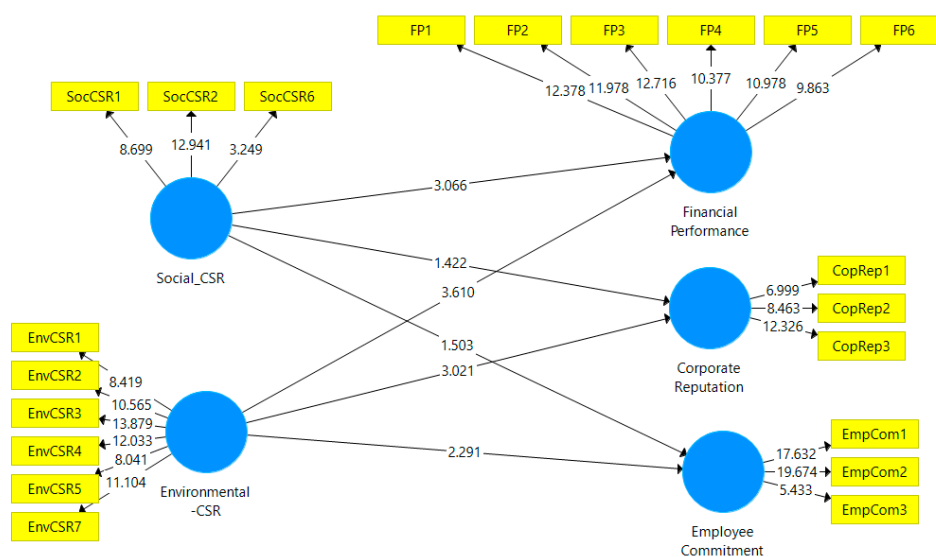 FP1
FP2
FP3
FP4
FP5
FP6
12.378
11.978
12.716
10.377
10.978
9.863
Financial
Performance
SocCSR1
SocCSR2
SocCSR6
8.699
12.941
3.249
Social_CSR
3.066
1.422
3.610
1.503
3.021
2.291
CopRep1
CopRep2
CopRep3
6.999
8.463
12.326
Corporate
Reputation
EnvCSR1
EnvCSR2
EnvCSR3
EnvCSR4
EnvCSR5
EnvCSR7
8.419
10.565
13.879
12.033
8.041
11.104
Environmental
-CSR
EmpCom1
EmpCom2
EmpCom3
17.632
19.674
5.433
Employee
Commitment